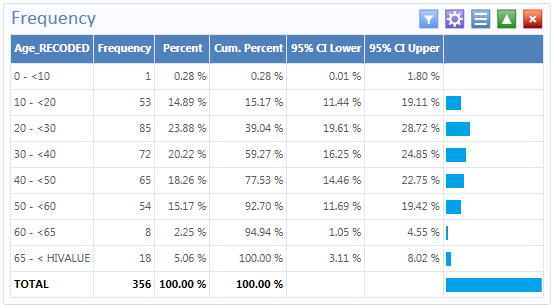 Frequency
Age_RECODED Frequency Percent Cum. Percent 95% CI Lower 95% CI Upper
0 - <10 1 0.28 % 0.28 % 0.01 % 1.80 %
10 - <20 53 14.89 % 15.17 % 11.44 % 19.11 %
20 - <30 85 23.88 % 39.04 % 19.61 % 28.72 %
30 - <40 72 20.22 % 59.27 % 16.25 % 24.85 %
40 - <50 65 18.26 % 77.53 % 14.46 % 22.75 %
50 - <60 54 15.17 % 92.70 % 11.69 % 19.42 %
60 - <65 8 2.25 % 94.94 % 1.05 % 4.55 %
65 - < HIVALUE 18 5.06 % 100.00 % 3.11 % 8.02 %
TOTAL 356 100.00 % 100.00 %